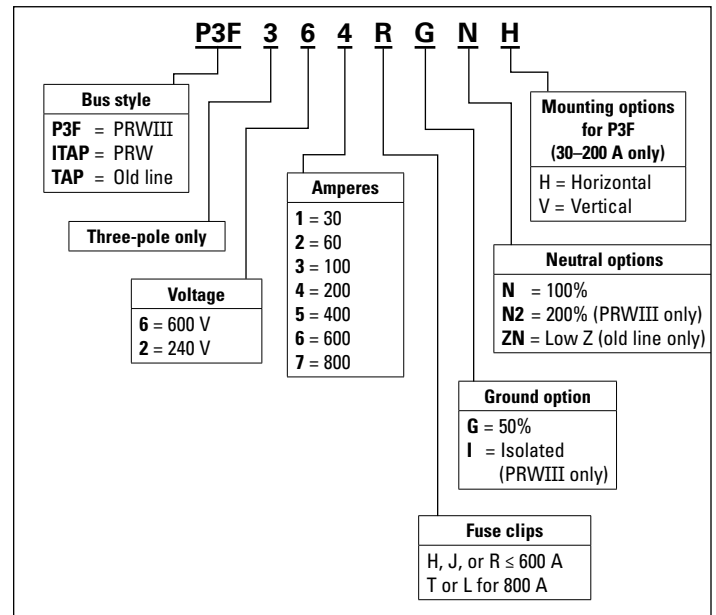 P3F 3 6 4 R G N H
Bus style
P3F = PRWIII
ITAP = PRW
TAP = Old line
Three-pole only
Voltage
6 = 600 V
2 = 240 V
Amperes
1 = 30
2 = 60
3 = 100
4 = 200
5 = 400
6 = 600
7 = 800
Mounting options
for P3F
(30–200 A only)
H = Horizontal
V = Vertical
Neutral options
N = 100%
N2 = 200% (PRWIII only)
ZN = Low Z (old line only)
Ground option
G = 50%
I = Isolated
(PRWIII only)
Fuse clips
H, J, or R ≤ 600 A
T or L for 800 A